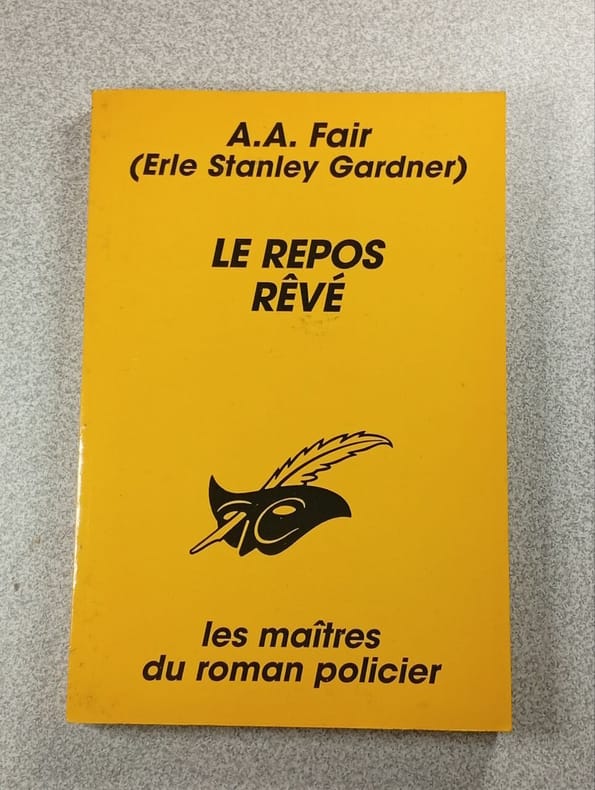 A.A. Fair
(Erle Stanley Gardner)
LE REPOS
RÊVÉ
les maîtres
du roman policier